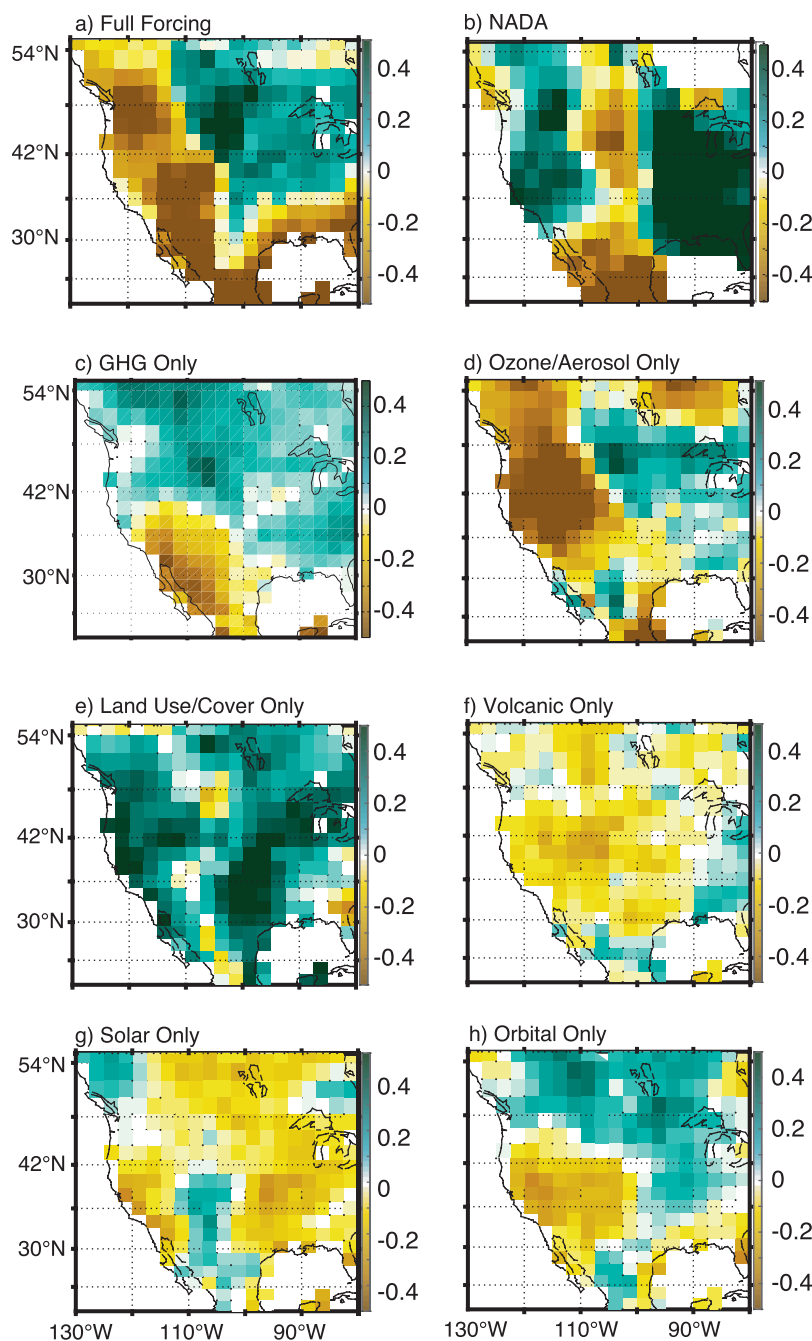 a) Full Forcing
b) NADA
54°N
42°N
30°N
0.4
0.2
0
-0.2
-0.4
0.4
0.2
0
-0.2
-0.4
c) GHG Only
d) Ozone/Aerosol Only
54°N
42°N
30°N
0.4
0.2
0
-0.2
-0.4
0.4
0.2
0
-0.2
-0.4
e) Land Use/Cover Only
f) Volcanic Only
54°N
42°N
30°N
0.4
0.2
0
-0.2
-0.4
0.4
0.2
0
-0.2
-0.4
g) Solar Only
h) Orbital Only
54°N
42°N
30°N
0.4
0.2
0
-0.2
-0.4
0.4
0.2
0
-0.2
-0.4
130°W
110°W
90°W
130°W
110°W
90°W